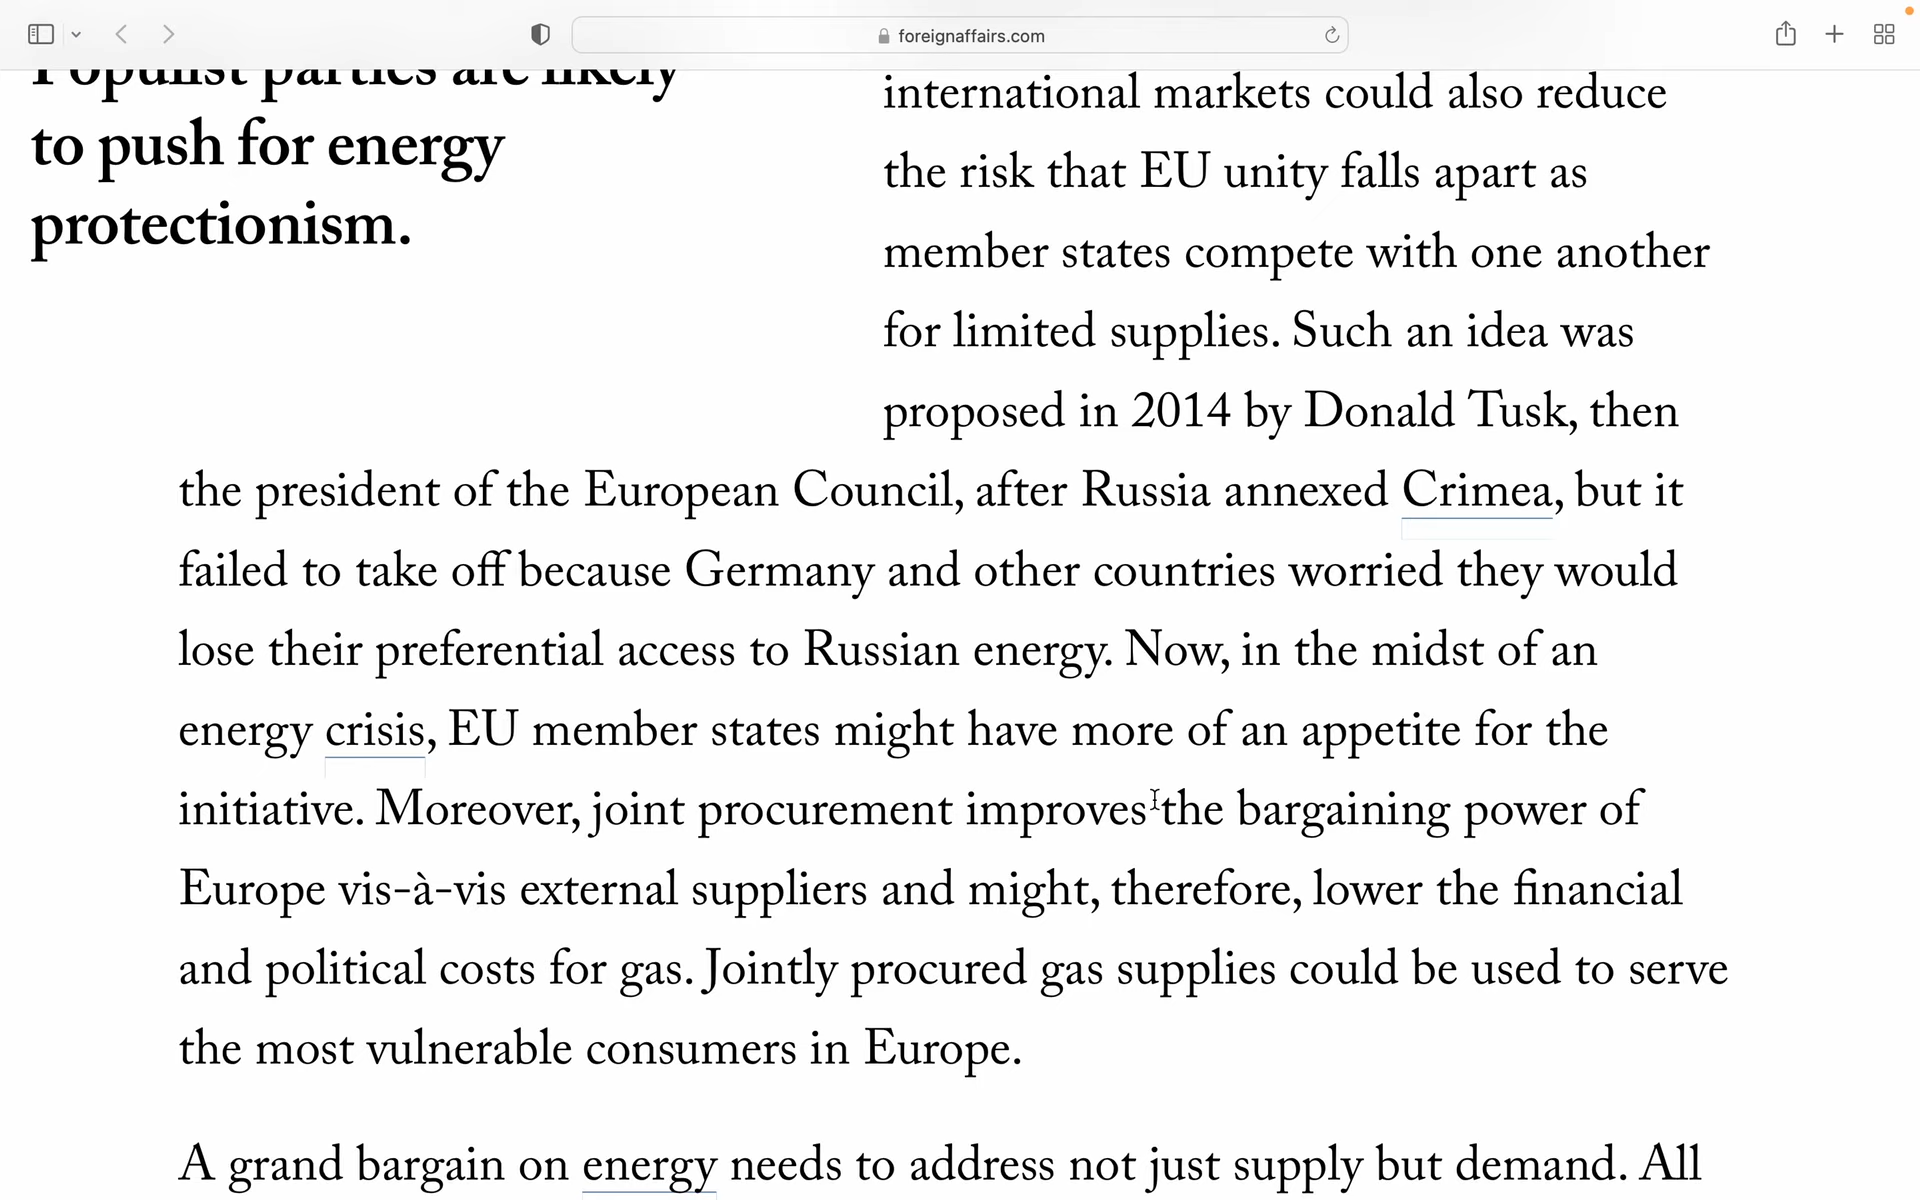 foreignaffairs.com
Populist parties are likely
to push for energy
protectionism.
international markets could also reduce
the risk that EU unity falls apart as
member states compete with one another
for limited supplies. Such an idea was
proposed in 2014 by Donald Tusk, then
the president of the European Council, after Russia annexed Crimea, but it
failed to take off because Germany and other countries worried they would
lose their preferential access to Russian energy. Now, in the midst of an
energy crisis, EU member states might have more of an appetite for the
initiative. Moreover, joint procurement improves the bargaining power of
Europe vis-à-vis external suppliers and might, therefore, lower the financial
and political costs for gas. Jointly procured gas supplies could be used to serve
the most vulnerable consumers in Europe.
A grand bargain on energy needs to address not just supply but demand. All